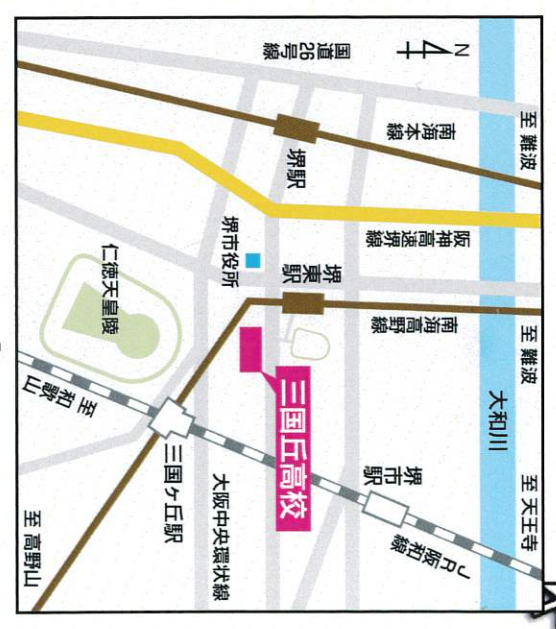 N
国道26号線
至 難波
南海本線
堺駅
阪神高速堺線
堺市役所
堺東駅
南海高野線
至 難波
仁徳天皇陵
大和川
三国丘高校
至 和歌山
三国ヶ丘駅
堺市駅
至 天王寺
大阪中央環状線
JR阪和線
至 高野山